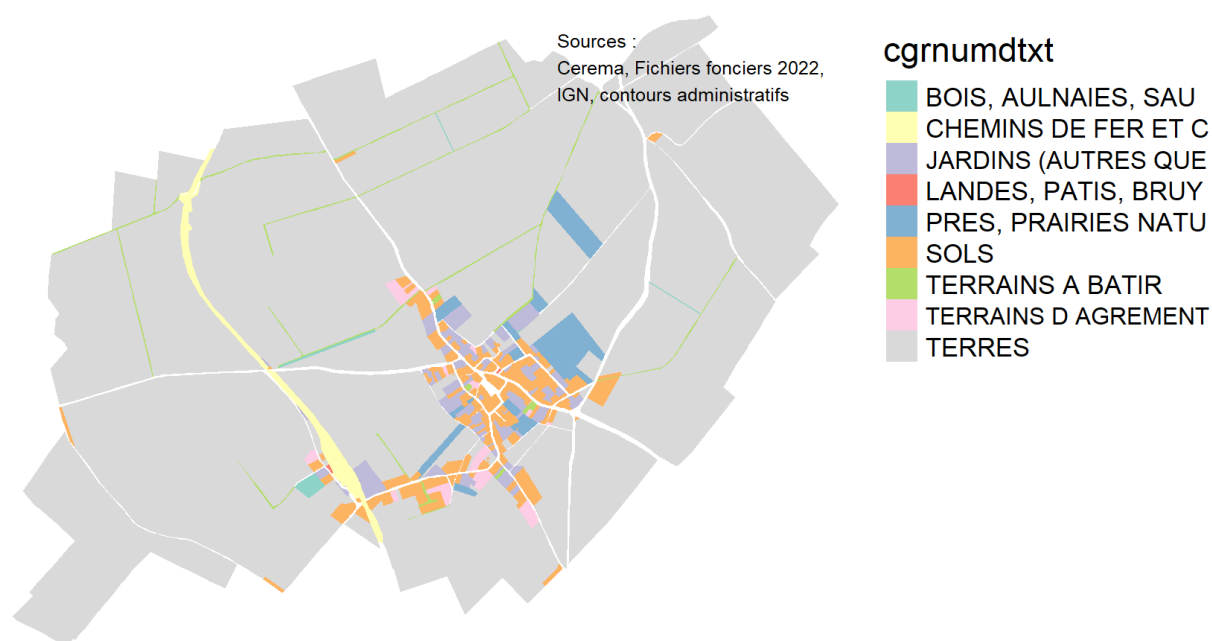 Sources :
Cerema, Fichiers fonciers 2022,
IGN, contours administratifs
cgrnumdtxt
BOIS, AULNAIES, SAU
CHEMINS DE FER ET C
JARDINS (AUTRES QUE
LANDES, PATIS, BRUY
PRES, PRAIRIES NATU
SOLS
TERRAINS A BATIR
TERRAINS D AGREMENT
TERRES